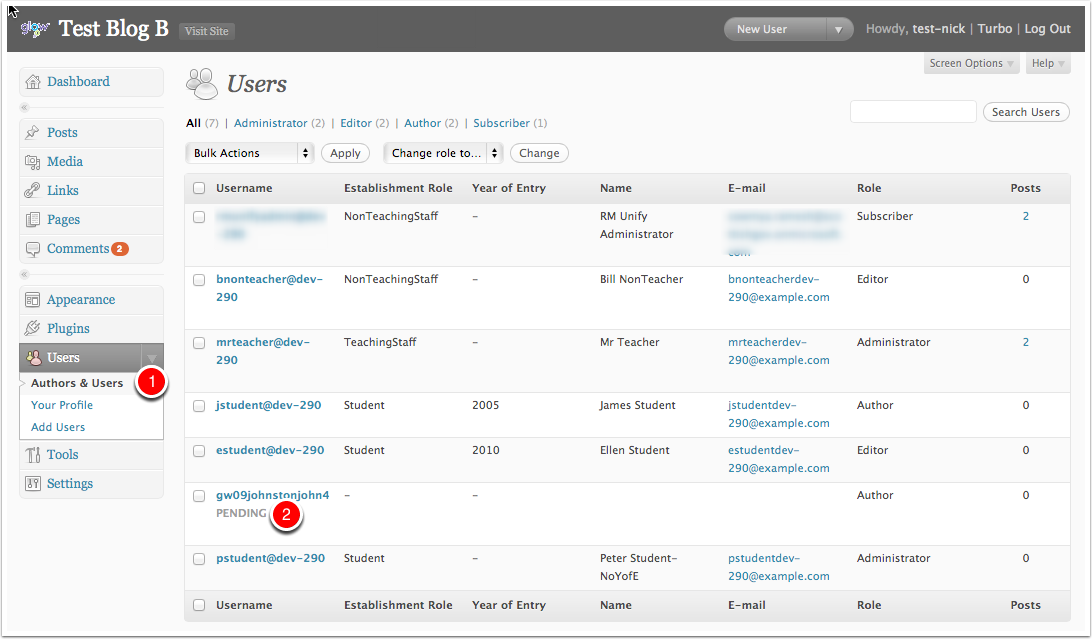 glow Test Blog B Visit Site New User Howdy, test-nick | Turbo | Log Out
Screen Options Help
Dashboard
Posts
Media
Links
Pages
Comments 2
Appearance
Plugins
Users
Authors & Users 1
Your Profile
Add Users
Tools
Settings
Users
All (7) | Administrator (2) | Editor (2) | Author (2) | Subscriber (1)
Search Users
Bulk Actions Apply Change role to... Change
Username Establishment Role Year of Entry Name E-mail Role Posts
NonTeachingStaff – RM Unify Subscriber 2
Administrator
com
bnonteacher@dev- NonTeachingStaff – Bill NonTeacher bnonteacherdev- Editor 0
290 290@example.com
mrteacher@dev- TeachingStaff – Mr Teacher mrteacherdev- Administrator 2
290 290@example.com
jstudent@dev-290 Student 2005 James Student jstudentdev- Author 0
290@example.com
estudent@dev-290 Student 2010 Ellen Student estudentdev- Editor 0
290@example.com
gw09johnstonjohn4 – – Author 0
PENDING 2
pstudent@dev-290 Student – Peter Student- pstudentdev- Administrator 0
NoYofE 290@example.com
Username Establishment Role Year of Entry Name E-mail Role Posts